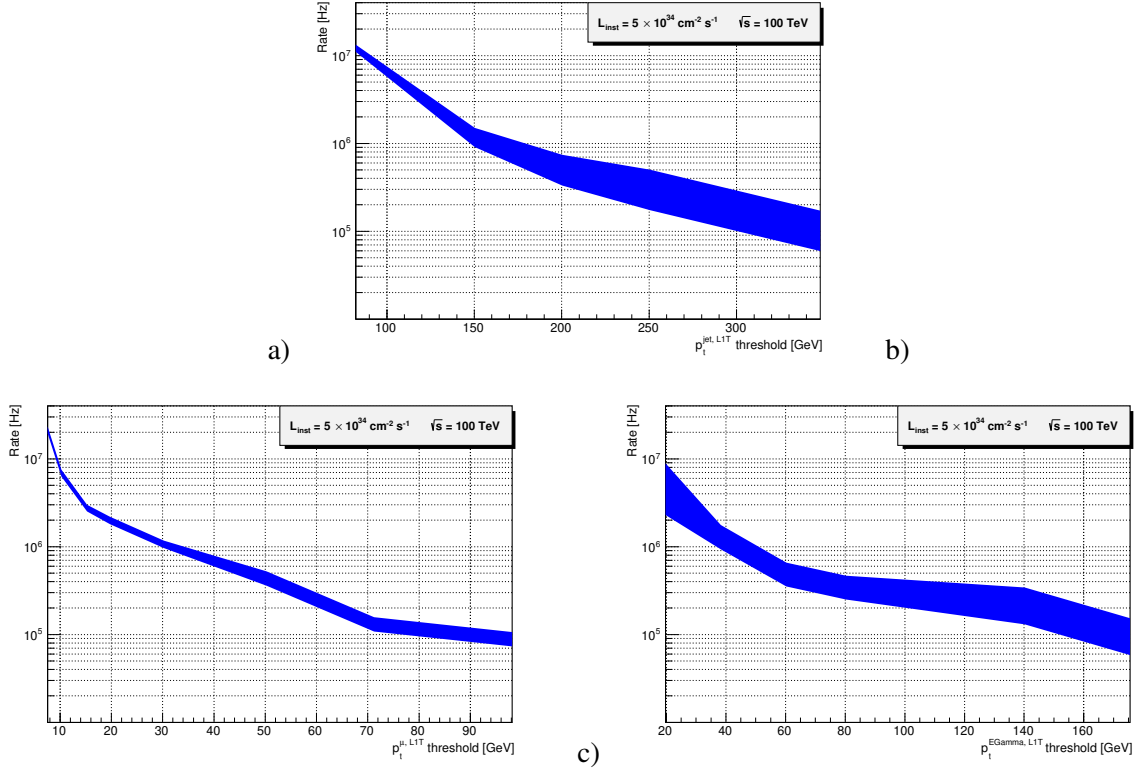 Rate [Hz]
L_inst = 5 × 10^34 cm^-2 s^-1 √s = 100 TeV
10^7
10^6
10^5
100 150 200 250 300
p_t^jet, L1T threshold [GeV]
a)
b)
Rate [Hz]
L_inst = 5 × 10^34 cm^-2 s^-1 √s = 100 TeV
10^7
10^6
10^5
10 20 30 40 50 60 70 80 90
p_t^μ, L1T threshold [GeV]
c)
Rate [Hz]
L_inst = 5 × 10^34 cm^-2 s^-1 √s = 100 TeV
10^7
10^6
10^5
20 40 60 80 100 120 140 160
p_t^EGamma, L1T threshold [GeV]